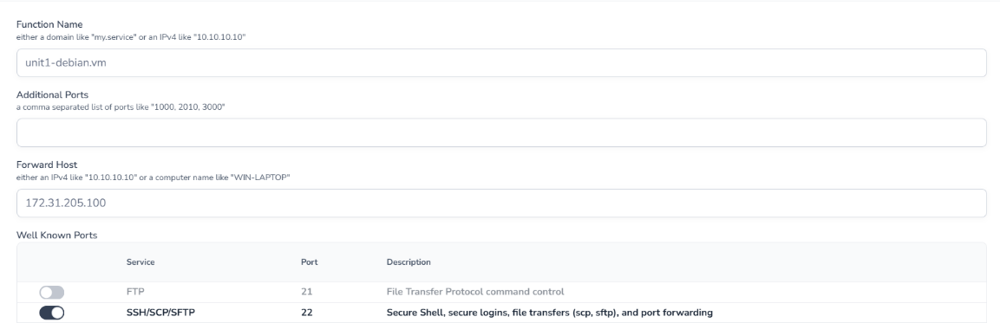 Function Name
either a domain like "my.service" or an IPv4 like "10.10.10.10"
unit1-debian.vm
Additional Ports
a comma separated list of ports like "1000, 2010, 3000"
Forward Host
either an IPv4 like "10.10.10.10" or a computer name like "WIN-LAPTOP"
172.31.205.100
Well Known Ports
Service Port Description
FTP 21 File Transfer Protocol command control
SSH/SCP/SFTP 22 Secure Shell, secure logins, file transfers (scp, sftp), and port forwarding